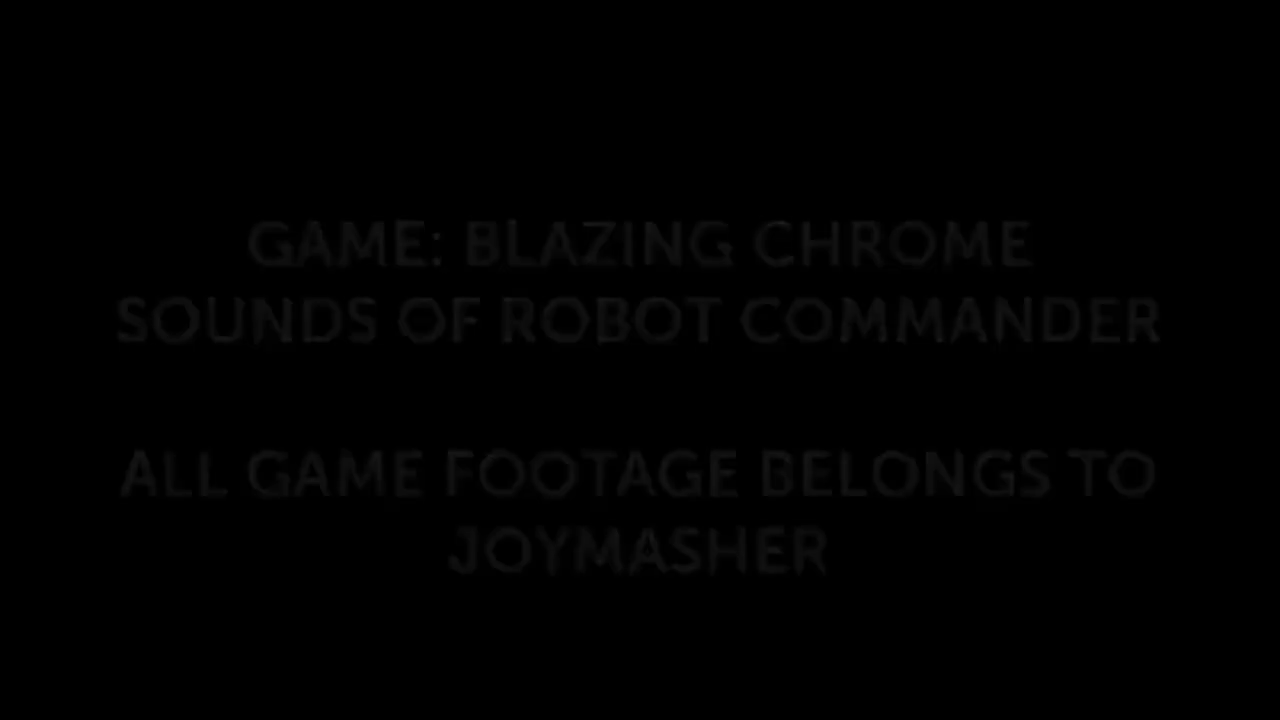 GAME: BLAZING CHROME
SOUNDS OF ROBOT COMMANDER
ALL GAME FOOTAGE BELONGS TO
JOYMASHER